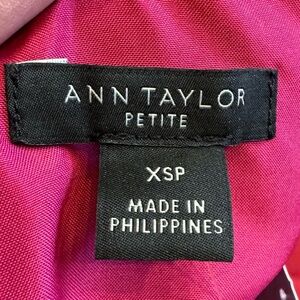 ANN TAYLOR
PETITE
XSP
MADE IN
PHILIPPINES